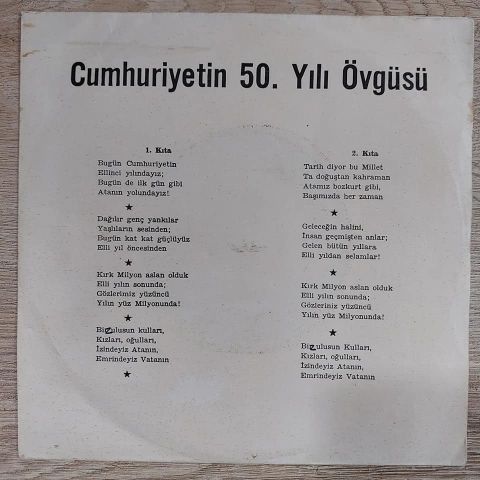 Cumhuriyetin 50. Yılı Övgüsü
1. Kıta
Bugün Cumhuriyetin
Ellinci yılındayız;
Bugün de ilk gün gibi
Atanın yolundayız!
★
Dağılır genç yankılar
Yaşlıların sesinden;
Bugün kat kat güçlüyüz
Elli yıl öncesinden
★
Kırk Milyon aslan olduk
Elli yılın sonunda;
Gözlerimiz yüzüncü
Yılın yüz Milyonunda!
★
Biz ulusun kulları,
Kızları, oğulları,
İzindeyiz Atanın,
Emrindeyiz Vatanın
★
2. Kıta
Tarih diyor bu Millet
Ta doğuştan kahraman
Atamız bozkurt gibi,
Başımızda her zaman
★
Geleceğin halini,
İnsan geçmişten anlar;
Gelen bütün yıllara
Elli yıldan selamlar!
★
Kırk Milyon aslan olduk
Elli yılın sonunda;
Gözlerimiz yüzüncü
Yılın yüz Milyonunda!
★
Biz ulusun Kulları,
Kızları, oğulları,
İzindeyiz Atanın,
Emrindeyiz Vatanın
★